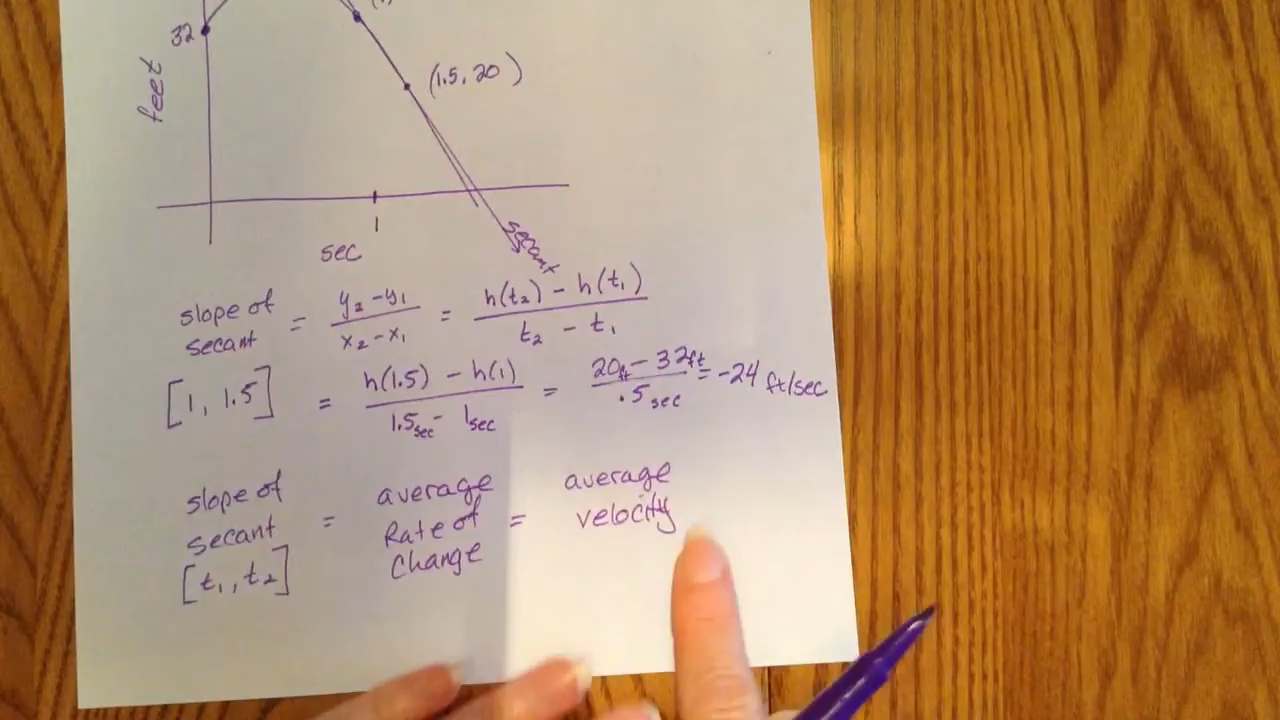 32
feet
(1.5, 20)
1
sec
secant
slope of secant = y₂ - y₁ / x₂ - x₁ = h(t₂) - h(t₁) / t₂ - t₁
[1, 1.5] = h(1.5) - h(1) / 1.5sec - 1sec = 20ft - 32ft / .5sec = -24 ft/sec
slope of secant [t₁, t₂] = average Rate of Change = average velocity